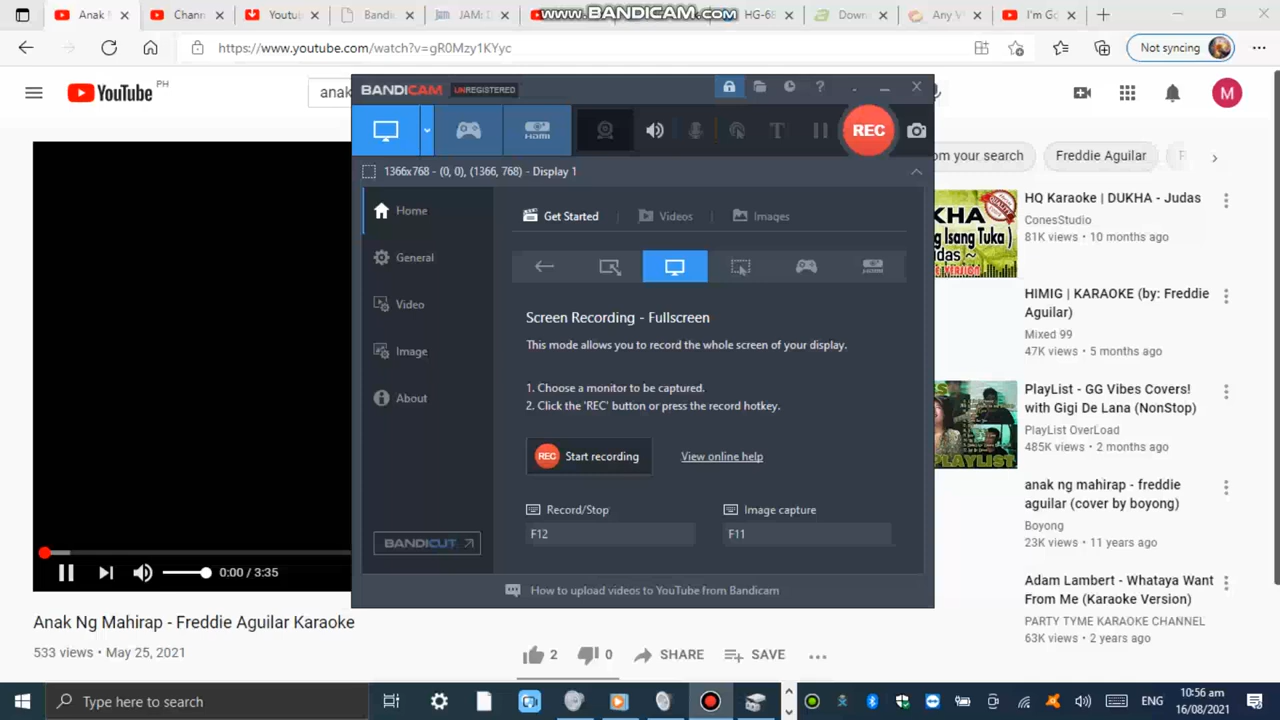 Anak N
Chann
Youtu
Bandic
JAM: D
www.BANDICAM.com
HG-68
Down
Any V
I'm Go
https://www.youtube.com/watch?v=gR0Mzy1KYyc
Not syncing
YouTube PH
anak
M
BANDICAM UNREGISTERED
HDMI
REC
1366x768 - (0, 0), (1366, 768) - Display 1
Home
General
Video
Image
About
BANDICUT
Get Started
Videos
Images
HDMI
Screen Recording - Fullscreen
This mode allows you to record the whole screen of your display.
1. Choose a monitor to be captured.
2. Click the 'REC' button or press the record hotkey.
REC Start recording
View online help
Record/Stop
Image capture
F12
F11
How to upload videos to YouTube from Bandicam
0:00 / 3:35
Anak Ng Mahirap - Freddie Aguilar Karaoke
533 views • May 25, 2021
2
0
SHARE
SAVE
om your search
Freddie Aguilar
KHA
g Isang Tuka )
das ~
E VERSION
HQ Karaoke | DUKHA - Judas
ConesStudio
81K views • 10 months ago
HIMIG | KARAOKE (by: Freddie
Aguilar)
Mixed 99
47K views • 5 months ago
PLAYLIST
PlayList - GG Vibes Covers!
with Gigi De Lana (NonStop)
PlayList OverLoad
485K views • 2 months ago
anak ng mahirap - freddie
aguilar (cover by boyong)
Boyong
23K views • 11 years ago
Adam Lambert - Whataya Want
From Me (Karaoke Version)
PARTY TYME KARAOKE CHANNEL
63K views • 2 years ago
Type here to search
ENG
10:56 am
16/08/2021